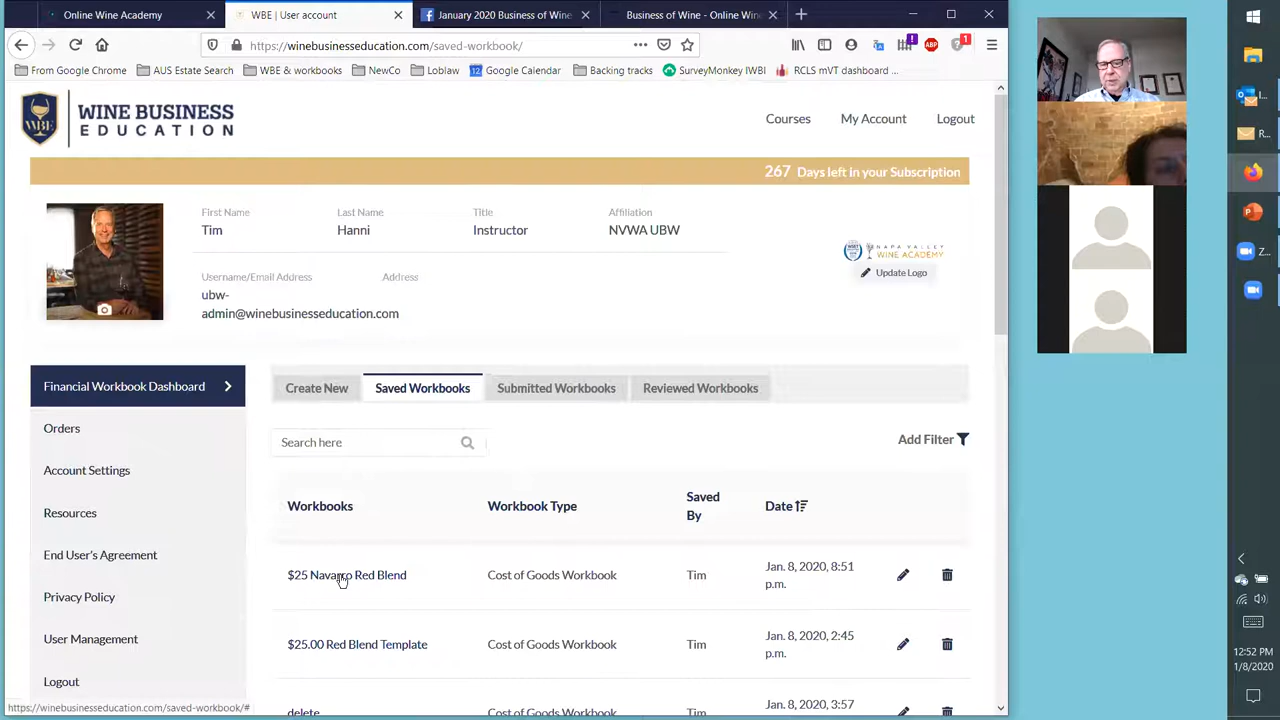 Online Wine Academy
WBE | User account
January 2020 Business of Wine
Business of Wine - Online Wine
https://winebusinesseducation.com/saved-workbook/
From Google Chrome
AUS Estate Search
WBE & workbooks
NewCo
Loblaw
12 Google Calendar
Backing tracks
SurveyMonkey IWBI
RCLS mVT dashboard ...
WBE
WINE BUSINESS
EDUCATION
Courses
My Account
Logout
267 Days left in your Subscription
First Name
Last Name
Title
Affiliation
Tim
Hanni
Instructor
NVWA UBW
NAPA VALLEY
WINE ACADEMY
Update Logo
Username/Email Address
Address
ubw-
admin@winebusinesseducation.com
Financial Workbook Dashboard
Orders
Account Settings
Resources
End User's Agreement
Privacy Policy
User Management
Logout
Create New
Saved Workbooks
Submitted Workbooks
Reviewed Workbooks
Search here
Add Filter
Workbooks
Workbook Type
Saved
By
Date
$25 Navarro Red Blend
Cost of Goods Workbook
Tim
Jan. 8, 2020, 8:51
p.m.
$25.00 Red Blend Template
Cost of Goods Workbook
Tim
Jan. 8, 2020, 2:45
p.m.
delete
Jan. 8, 2020, 3:57
https://winebusinesseducation.com/saved-workbook/#
ABP
1
I...
R...
Z...
12:52 PM
1/8/2020